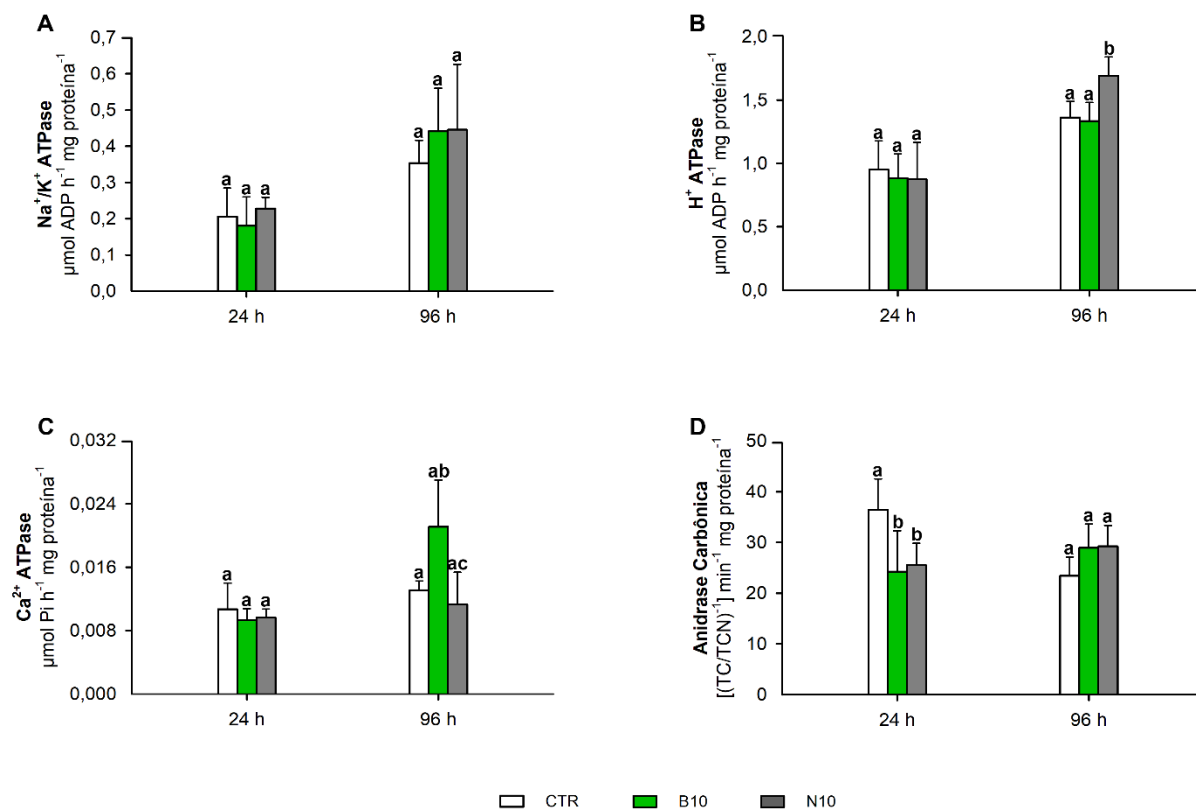 A
Na⁺/K⁺ ATPase
µmol ADP h⁻¹ mg proteína⁻¹
0,7
0,6
0,5
0,4
0,3
0,2
0,1
0,0
a a a
a a a
24 h 96 h
B
H⁺ ATPase
µmol ADP h⁻¹ mg proteína⁻¹
2,0
1,5
1,0
0,5
0,0
a a a
a a b
24 h 96 h
C
Ca²⁺ ATPase
µmol Pi h⁻¹ mg proteína⁻¹
0,032
0,024
0,016
0,008
0,000
a a a
a ab ac
24 h 96 h
D
Anidrase Carbônica
[(TC/TCN)⁻¹] min⁻¹ mg proteína⁻¹
50
40
30
20
10
0
a b b
a a a
24 h 96 h
CTR B10 N10